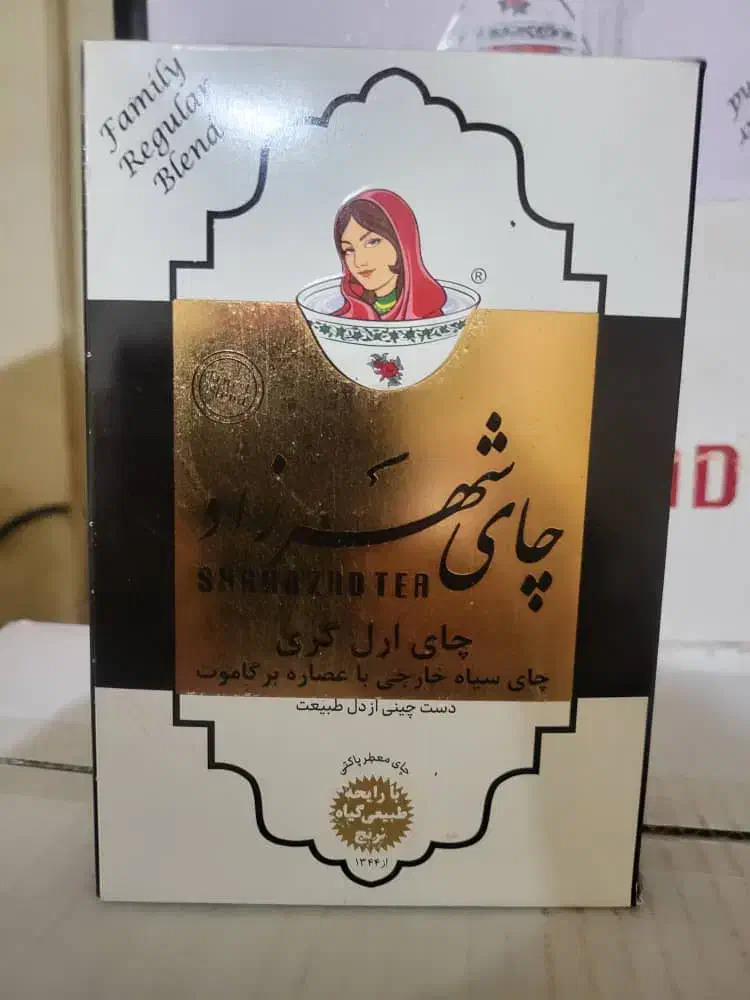 Family
Regular
Blend
®
چای شهرزاد
SHAHRZAD TEA
چای ارل گری
چای سیاه خارجی با عصاره برگاموت
دست چینی از دل طبیعت
چای معطر پاکتی
با رایحه
طبیعی گیاه
ترنج
از ۱۳۴۴